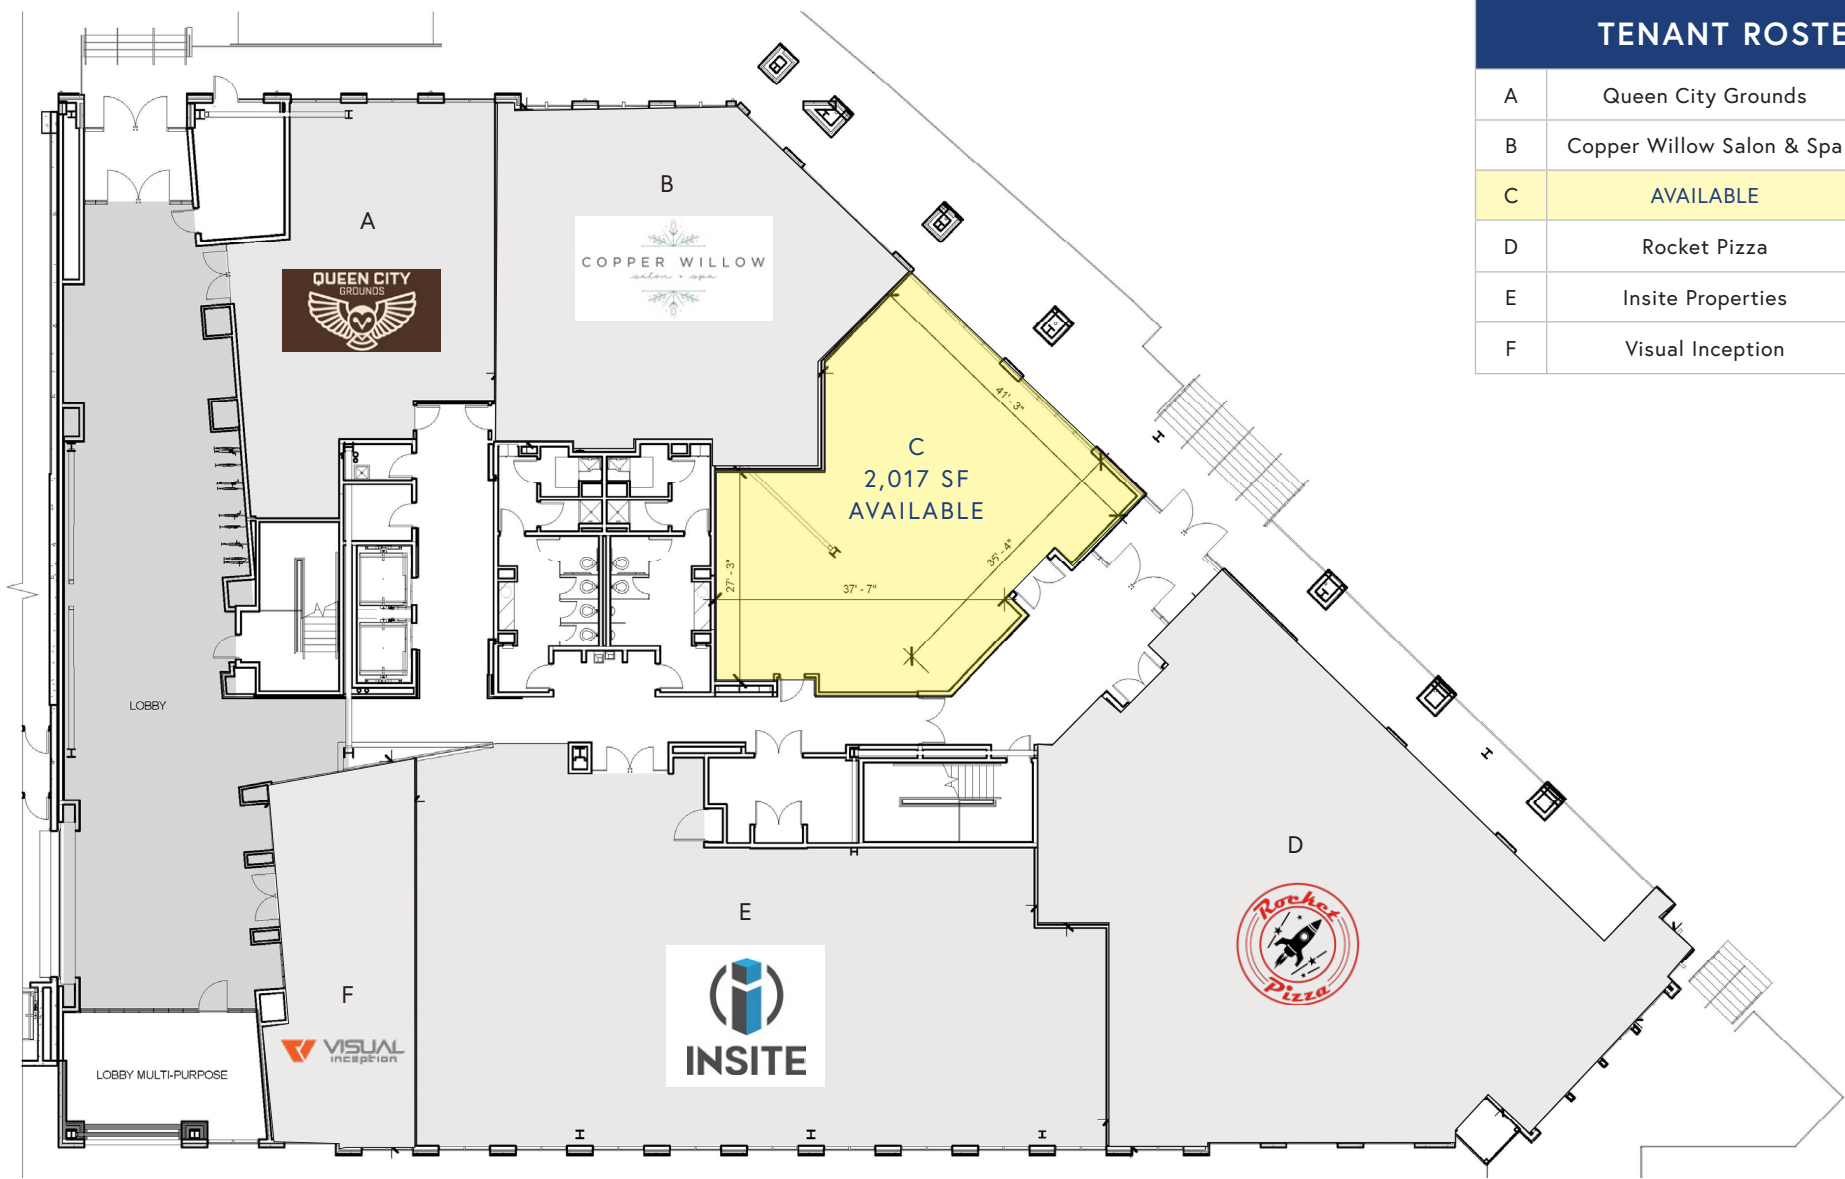 TENANT ROSTE
A Queen City Grounds
B Copper Willow Salon & Spa
C AVAILABLE
D Rocket Pizza
E Insite Properties
F Visual Inception
A
QUEEN CITY
GROUNDS
B
COPPER WILLOW
salon + spa
C
2,017 SF
AVAILABLE
41' - 3"
35' - 4"
27' - 3"
37' - 7"
LOBBY
D
Rocket
Pizza
E
INSITE
F
VISUAL
inception
LOBBY MULTI-PURPOSE